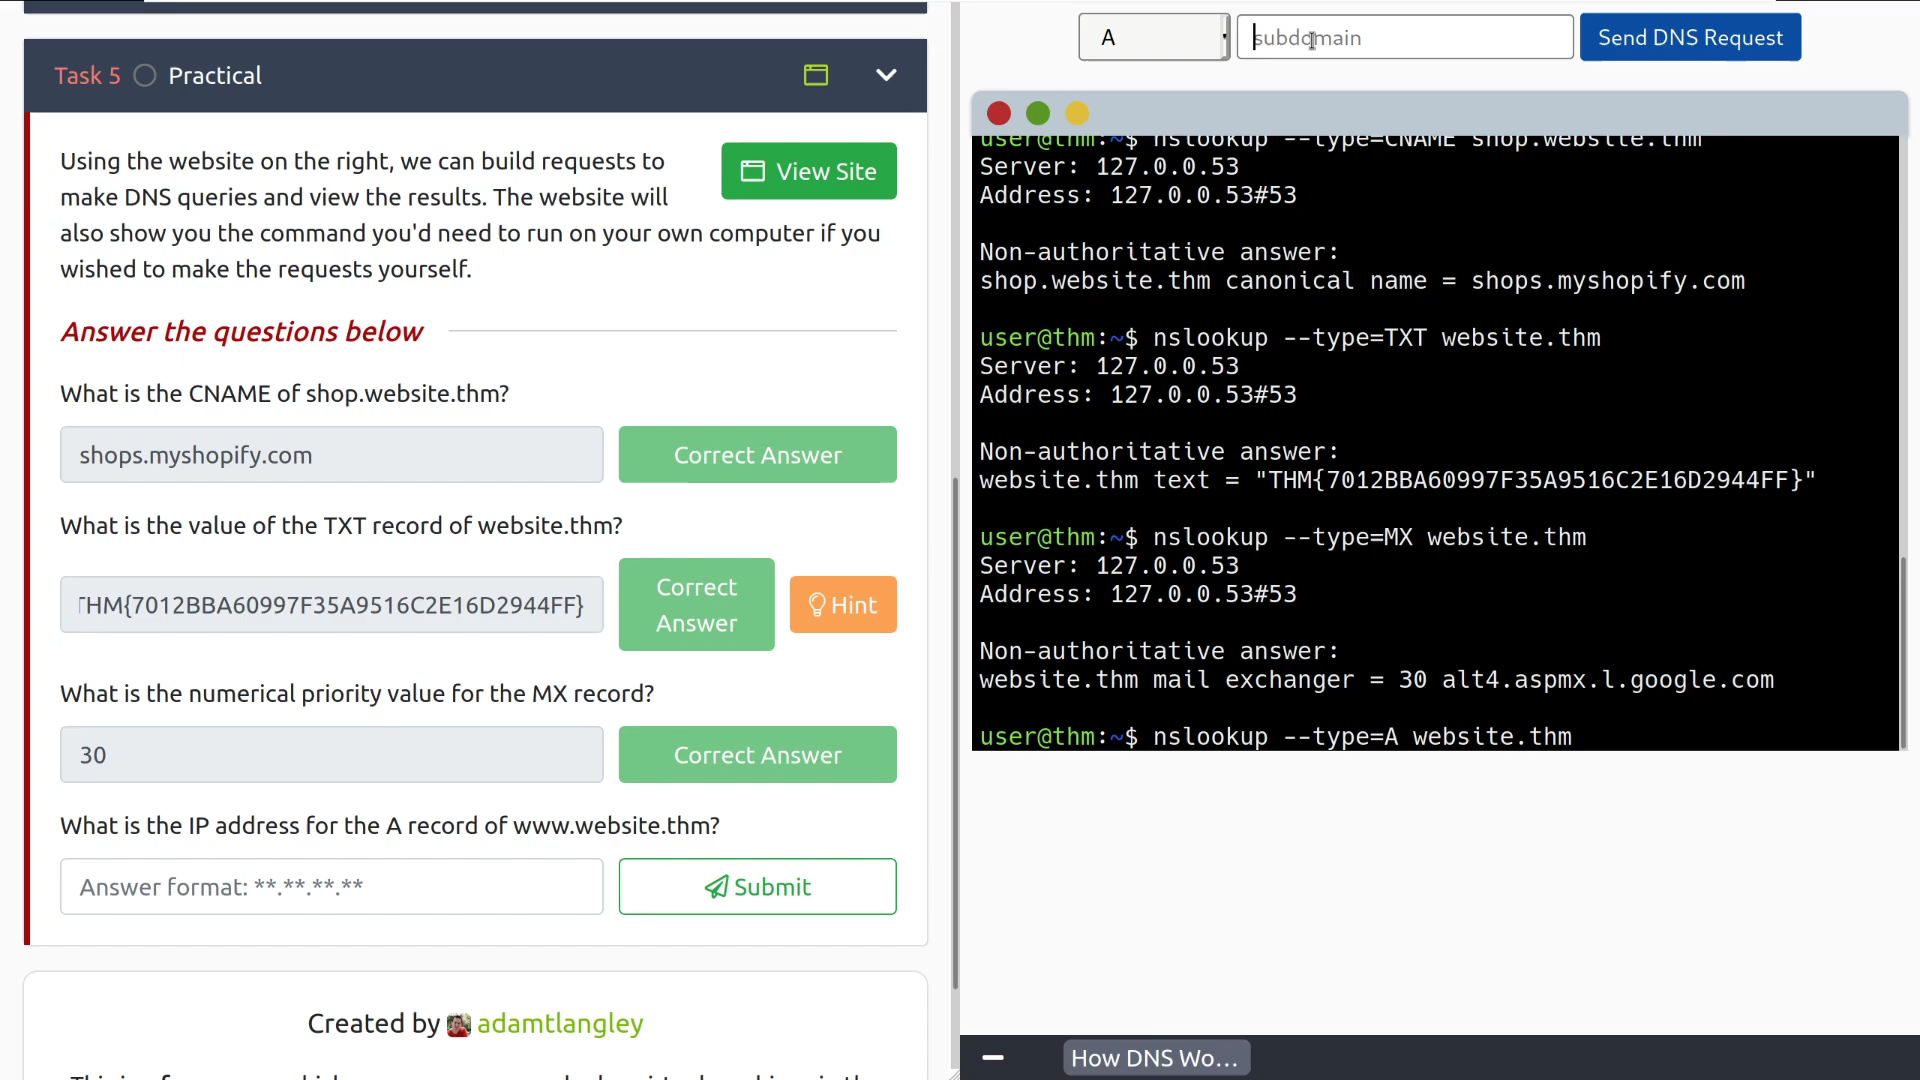 Task 5 Practical
Using the website on the right, we can build requests to
make DNS queries and view the results. The website will
also show you the command you'd need to run on your own computer if you
wished to make the requests yourself.
View Site
Answer the questions below
What is the CNAME of shop.website.thm?
shops.myshopify.com
Correct Answer
What is the value of the TXT record of website.thm?
THM{7012BBA60997F35A9516C2E16D2944FF}
Correct
Answer
Hint
What is the numerical priority value for the MX record?
30
Correct Answer
What is the IP address for the A record of www.website.thm?
Answer format: **.**.**.**
Submit
Created by adamtlangley
A
subdomain
Send DNS Request
user@thm:~$ nslookup --type=CNAME shop.website.thm
Server: 127.0.0.53
Address: 127.0.0.53#53
Non-authoritative answer:
shop.website.thm canonical name = shops.myshopify.com
user@thm:~$ nslookup --type=TXT website.thm
Server: 127.0.0.53
Address: 127.0.0.53#53
Non-authoritative answer:
website.thm text = "THM{7012BBA60997F35A9516C2E16D2944FF}"
user@thm:~$ nslookup --type=MX website.thm
Server: 127.0.0.53
Address: 127.0.0.53#53
Non-authoritative answer:
website.thm mail exchanger = 30 alt4.aspmx.l.google.com
user@thm:~$ nslookup --type=A website.thm
How DNS Wo...